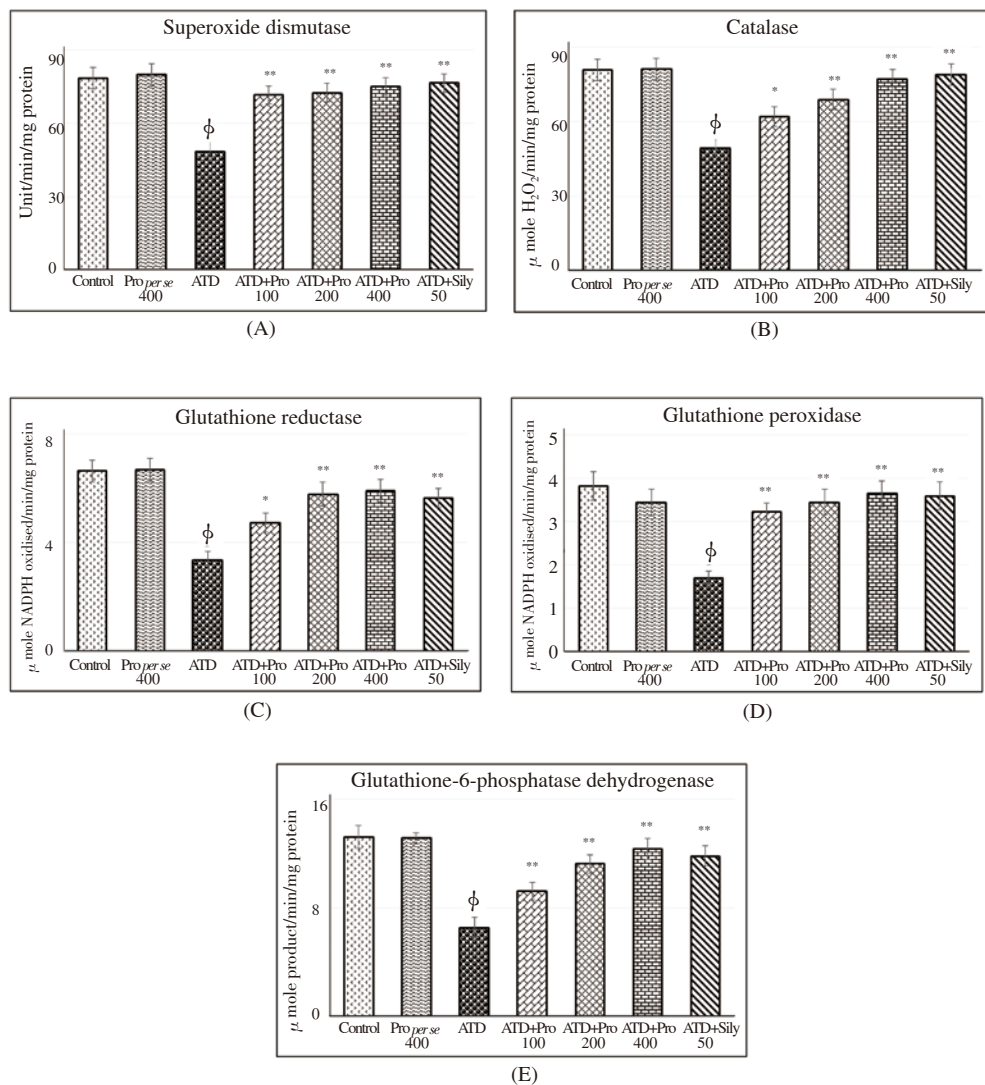 Superoxide dismutase
Unit/min/mg protein
90
60
30
0
**
**
**
**
ϕ
Control
Pro per se
400
ATD
ATD+Pro
100
ATD+Pro
200
ATD+Pro
400
ATD+Sily
50
(A)
Catalase
μ mole H₂O₂/min/mg protein
90
60
30
0
*
**
**
**
ϕ
Control
Pro per se
400
ATD
ATD+Pro
100
ATD+Pro
200
ATD+Pro
400
ATD+Sily
50
(B)
Glutathione reductase
μ mole NADPH oxidised/min/mg protein
8
4
0
*
**
**
**
ϕ
Control
Pro per se
400
ATD
ATD+Pro
100
ATD+Pro
200
ATD+Pro
400
ATD+Sily
50
(C)
Glutathione peroxidase
μ mole NADPH oxidised/min/mg protein
5
4
3
2
1
0
**
**
**
**
ϕ
Control
Pro per se
400
ATD
ATD+Pro
100
ATD+Pro
200
ATD+Pro
400
ATD+Sily
50
(D)
Glutathione-6-phosphatase dehydrogenase
μ mole product/min/mg protein
16
8
0
**
**
**
**
ϕ
Control
Pro per se
400
ATD
ATD+Pro
100
ATD+Pro
200
ATD+Pro
400
ATD+Sily
50
(E)